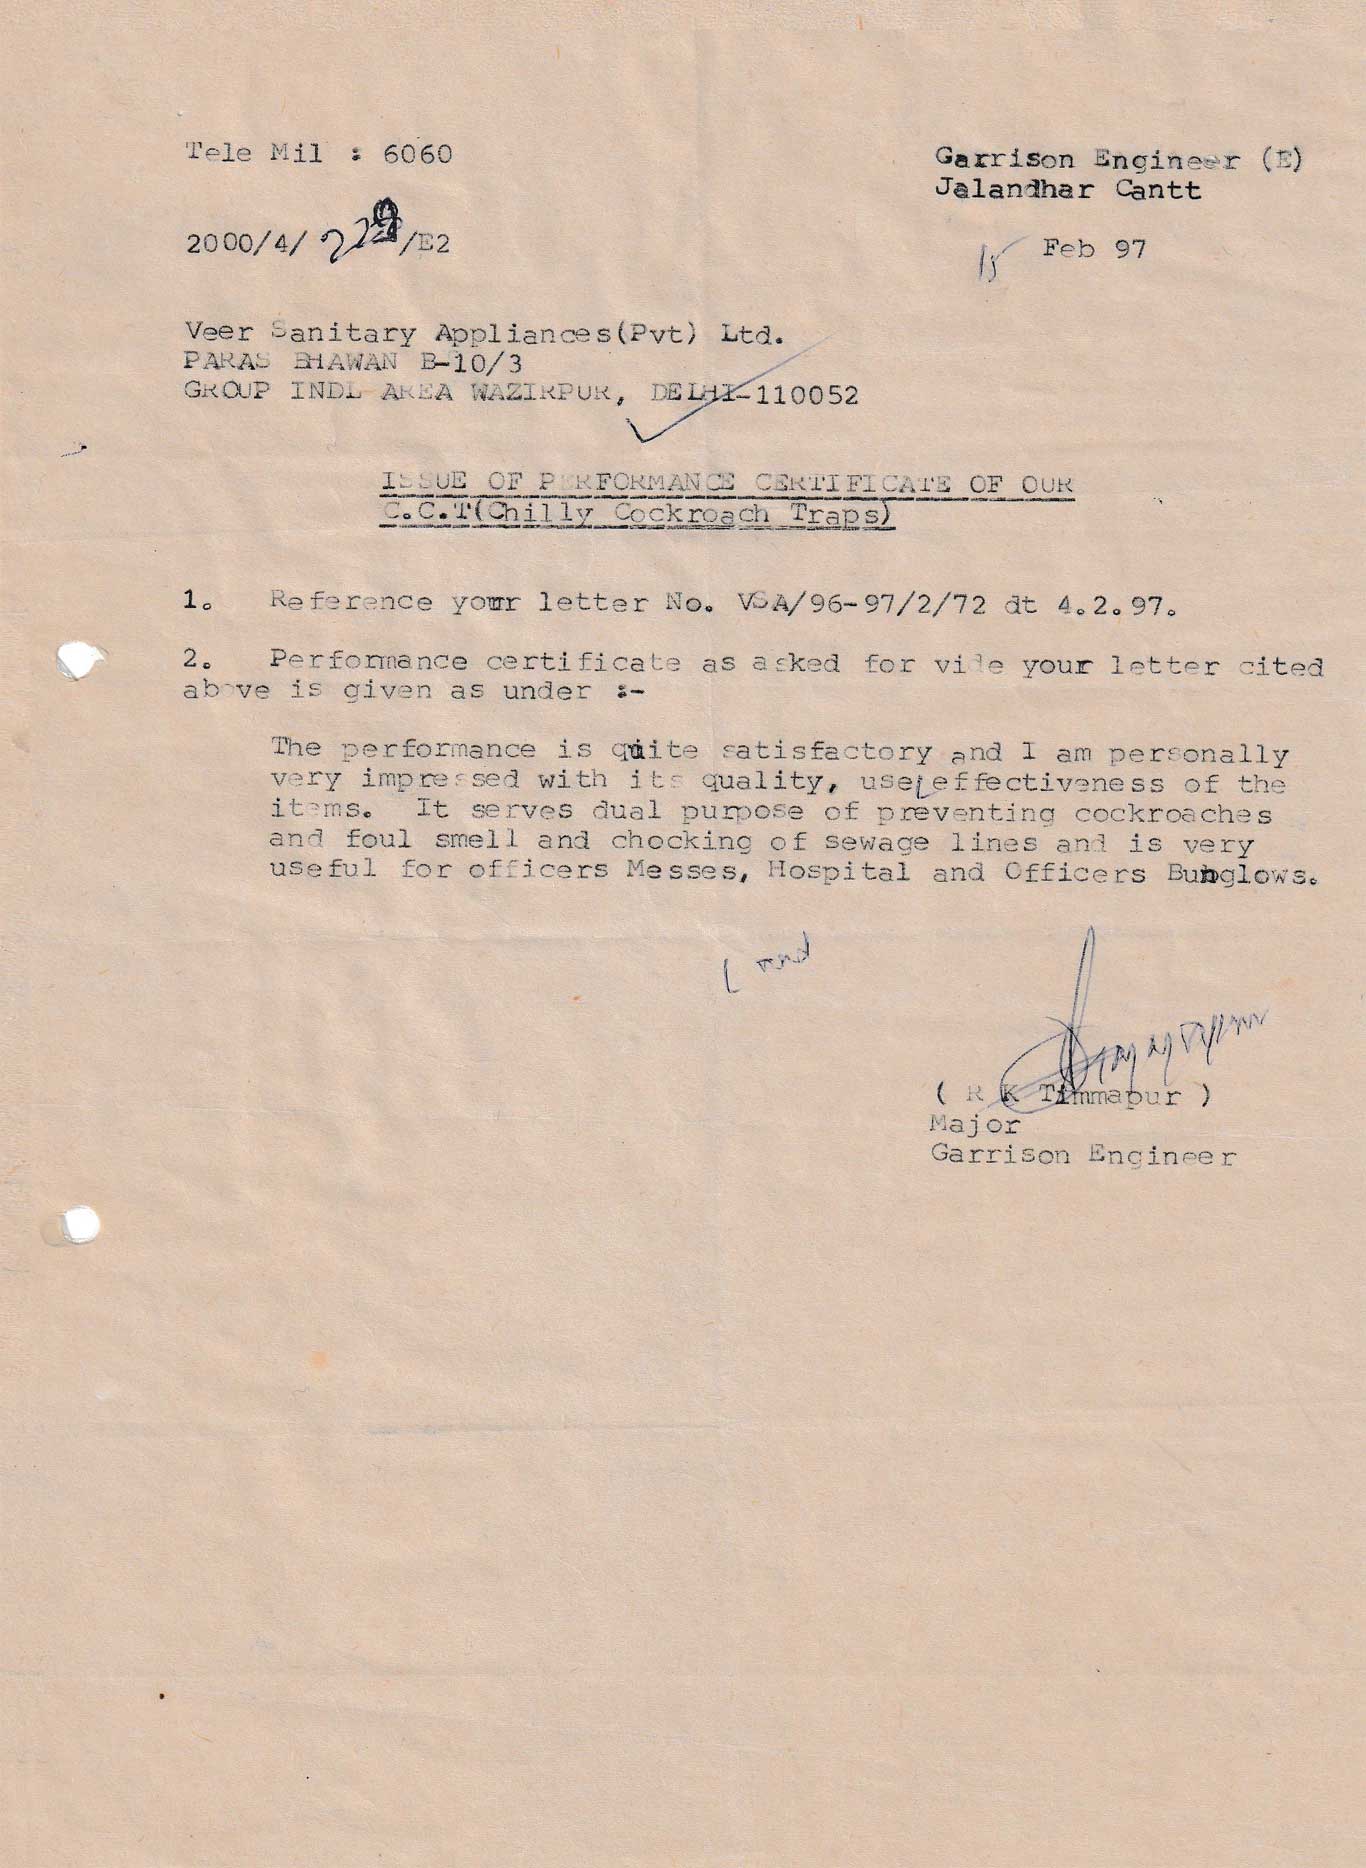 Tele Mil : 6060
Garrison Engineer (E)
Jalandhar Cantt
2000/4/ /E2
15 Feb 97
Veer Sanitary Appliances(Pvt) Ltd.
PARAS BHAWAN B-10/3
GROUP INDL AREA WAZIRPUR, DELHI-110052
ISSUE OF PERFORMANCE CERTIFICATE OF OUR
C.C.T(Chilly Cockroach Traps)
1. Reference your letter No. VSA/96-97/2/72 dt 4.2.97.
2. Performance certificate as asked for vide your letter cited
above is given as under :-
The performance is quite satisfactory and I am personally
very impressed with its quality, use effectiveness of the
items. It serves dual purpose of preventing cockroaches
and foul smell and chocking of sewage lines and is very
useful for officers Messes, Hospital and Officers Bunglows.
( R K Timmapur )
Major
Garrison Engineer